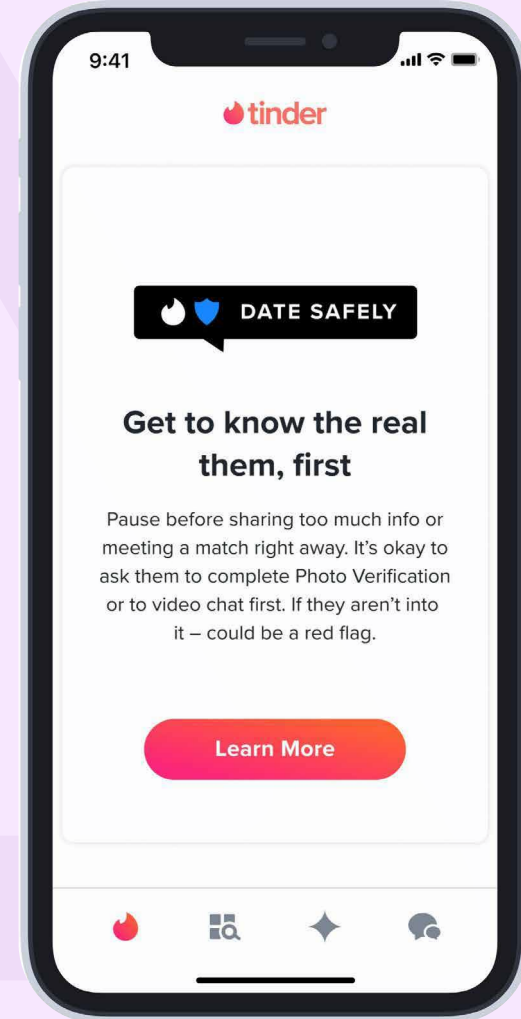 9:41
tinder
DATE SAFELY
Get to know the real
them, first
Pause before sharing too much info or
meeting a match right away. It’s okay to
ask them to complete Photo Verification
or to video chat first. If they aren’t into
it – could be a red flag.
Learn More